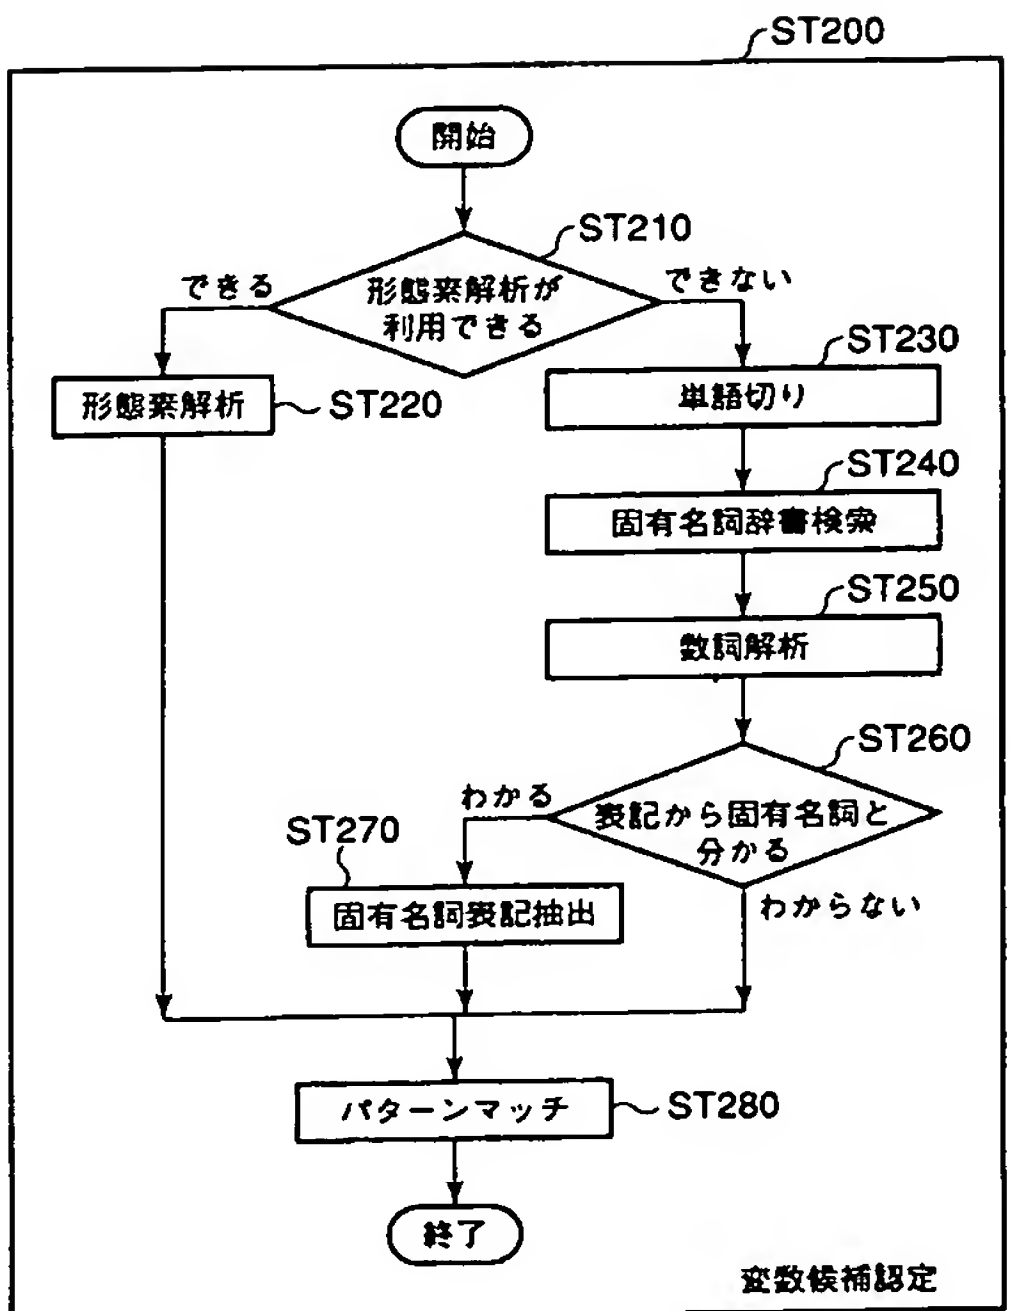 ST200
開始
ST210
できる
できない
形態素解析が
利用できる
ST230
形態素解析
ST220
単語切り
ST240
固有名詞辞書検索
ST250
数詞解析
ST260
わかる
表記から固有名詞と
分かる
ST270
固有名詞表記抽出
わからない
パターンマッチ
ST280
終了
変数候補認定